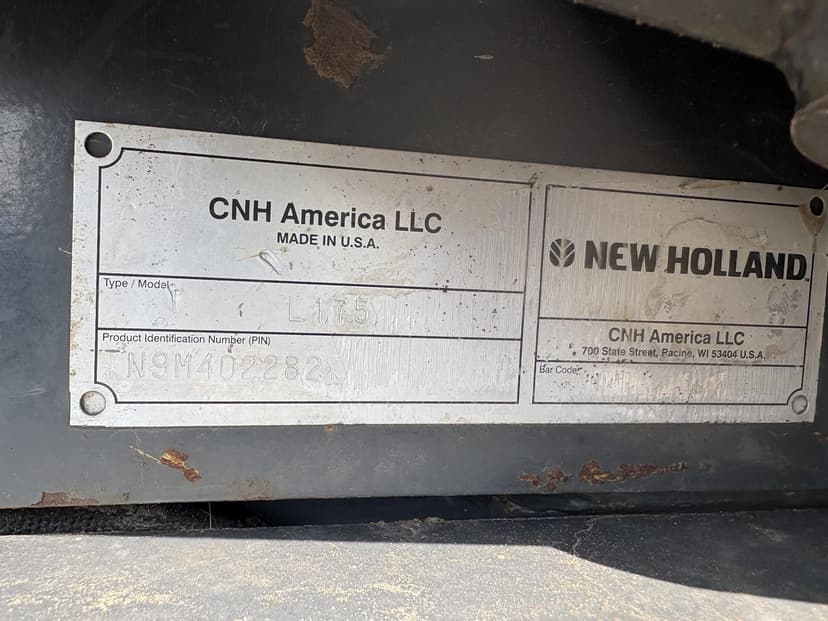 CNH America LLC
MADE IN U.S.A.
Type / Model
L175
Product Identification Number (PIN)
N9M402282
NEW HOLLAND
CNH America LLC
700 State Street, Racine, WI 53404 U.S.A.
Bar Code